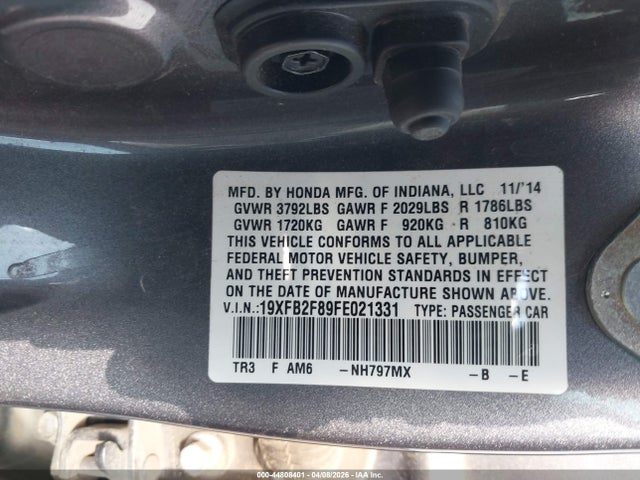 MFD. BY HONDA MFG. OF INDIANA, LLC 11/'14
GVWR 3792LBS GAWR F 2029LBS R 1786LBS
GVWR 1720KG GAWR F 920KG R 810KG
THIS VEHICLE CONFORMS TO ALL APPLICABLE
FEDERAL MOTOR VEHICLE SAFETY, BUMPER,
AND THEFT PREVENTION STANDARDS IN EFFECT
ON THE DATE OF MANUFACTURE SHOWN ABOVE.
V.I.N.:19XFB2F89FE021331 TYPE: PASSENGER CAR
TR3 F AM6 -NH797MX -B -E
000-44808401 - 04/08/2026 - IAAI.COM